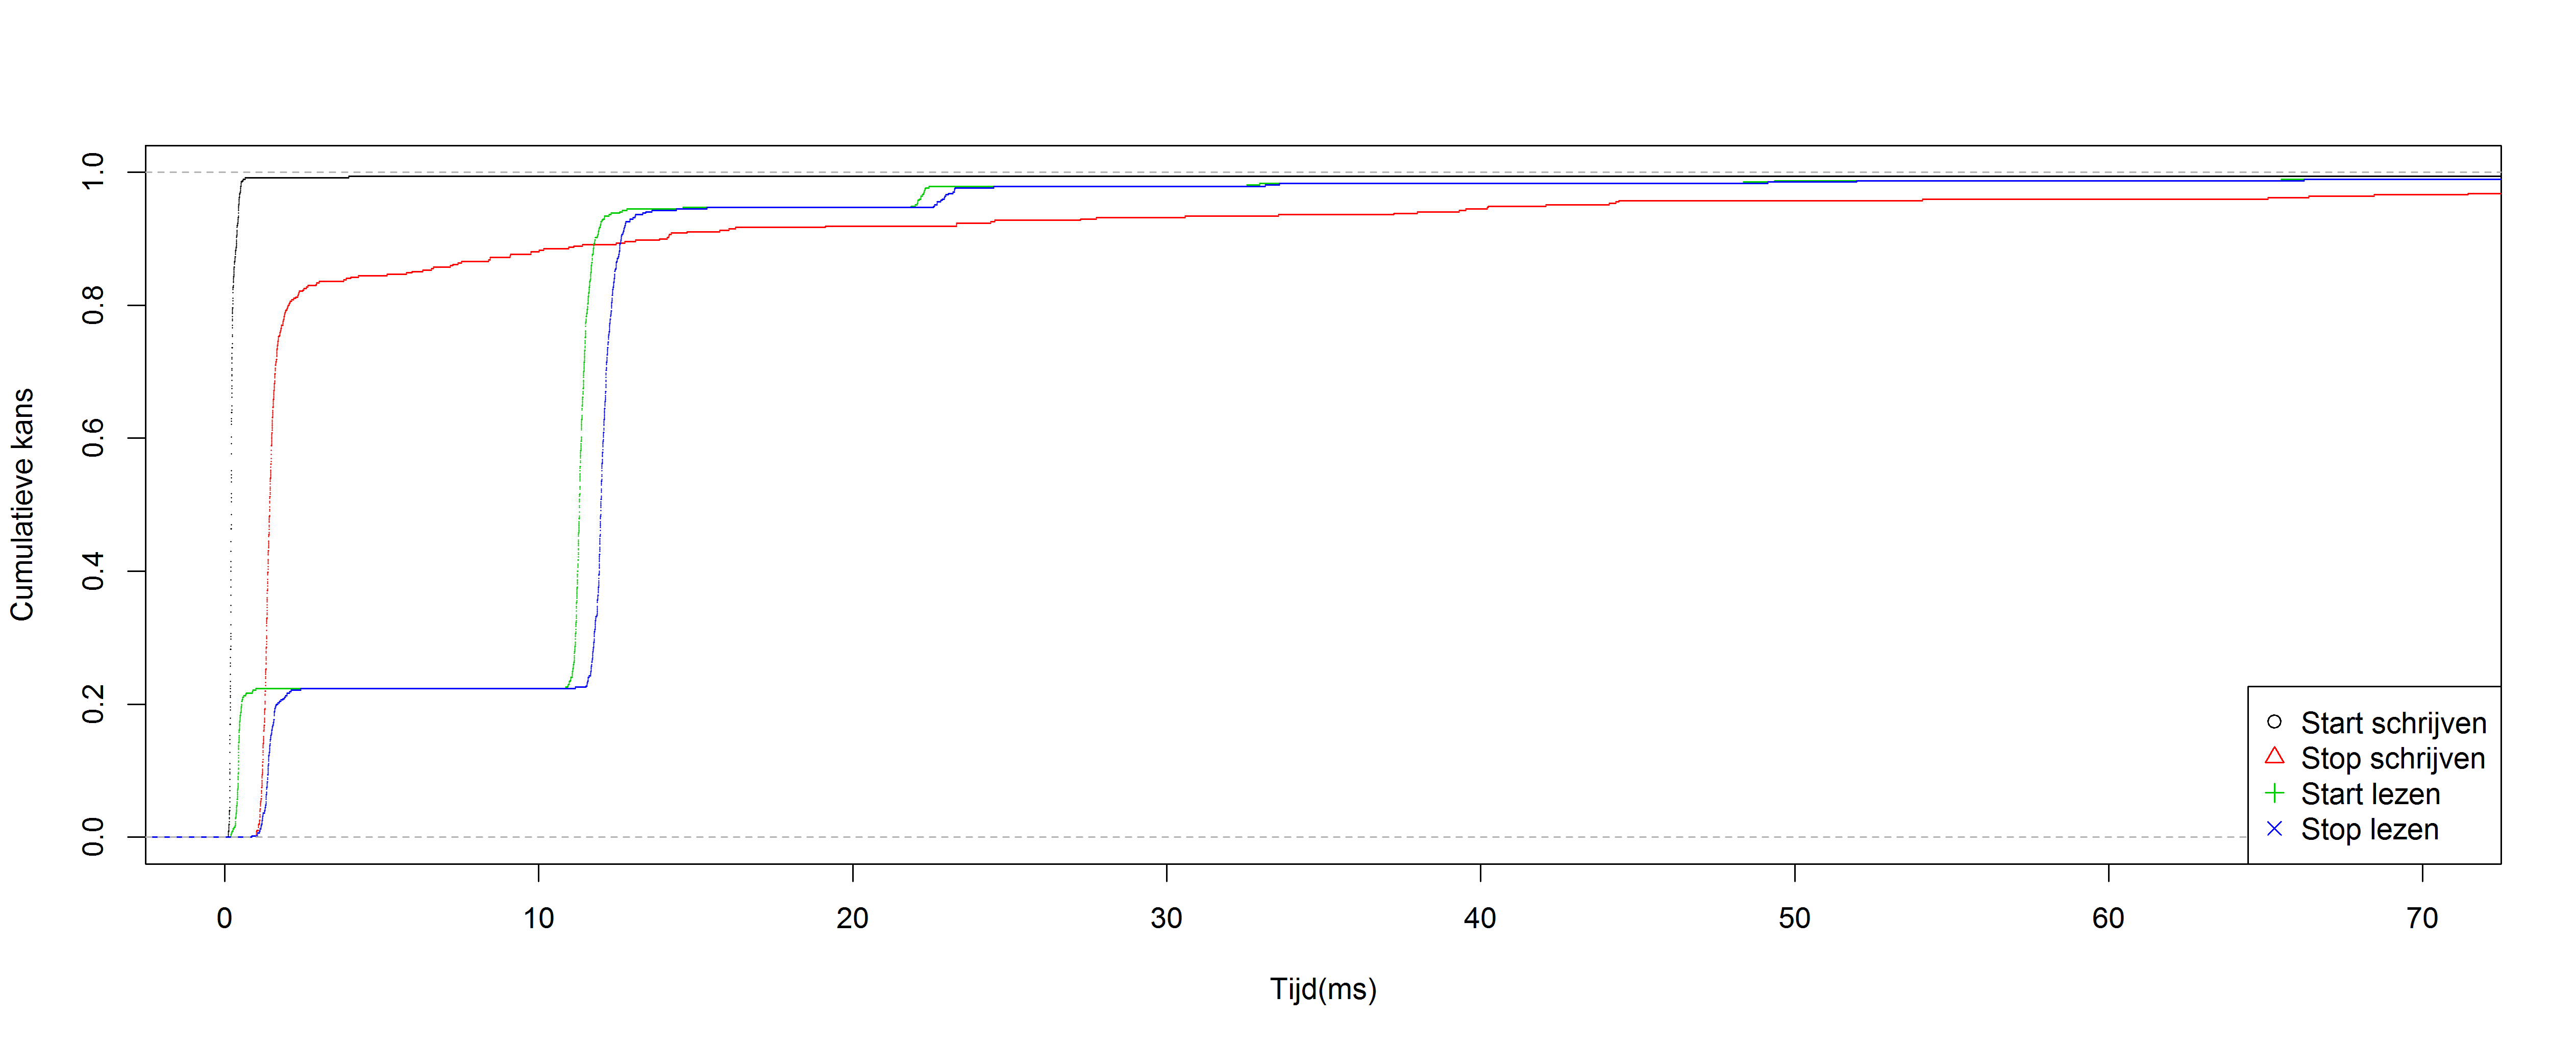 1.0
0.8
0.6
0.4
0.2
0.0
Cumulatieve kans
0 10 20 30 40 50 60 70
Tijd(ms)
Start schrijven
Stop schrijven
Start lezen
Stop lezen